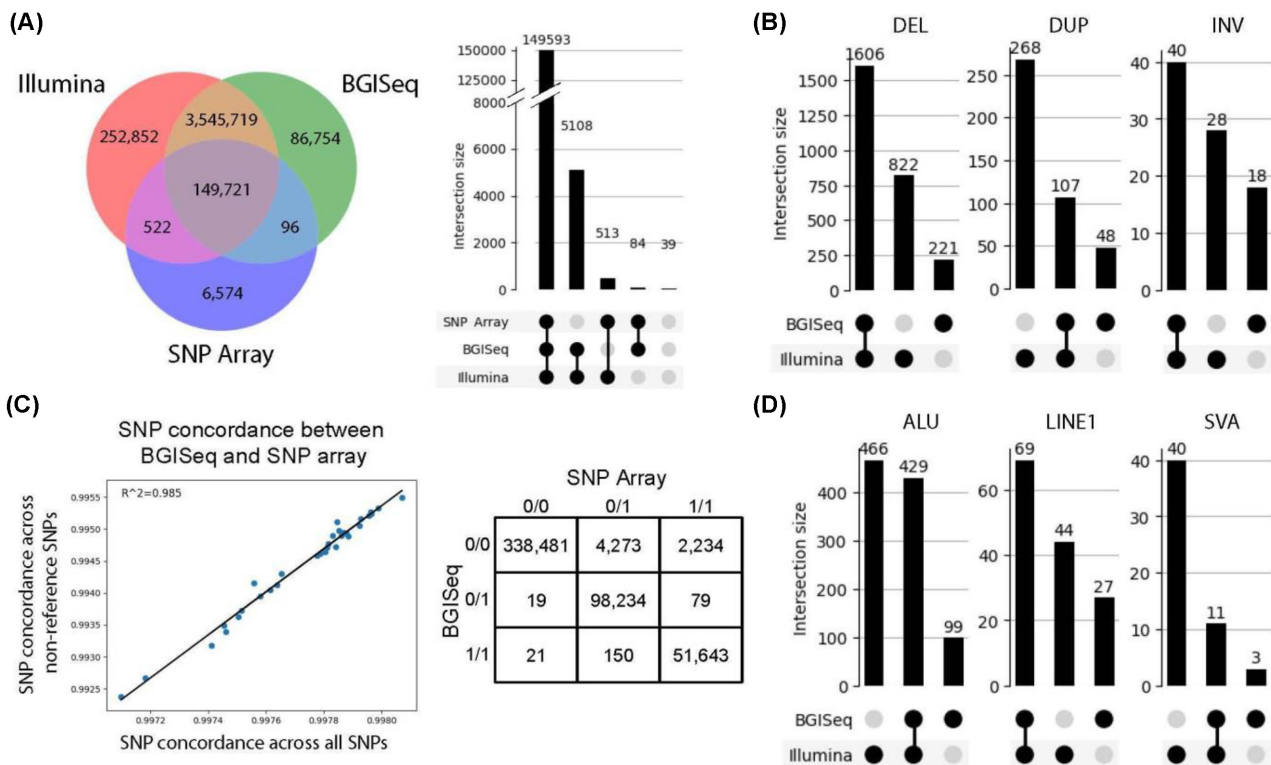 (A)
Illumina
BGISeq
252,852
3,545,719
86,754
149,721
522
96
6,574
SNP Array
149593
150000
125000
8000
6000
4000
2000
0
Intersection size
5108
513
84
39
SNP Array
BGISeq
Illumina
(B)
DEL
DUP
INV
1606
822
221
1500
1250
1000
750
500
250
0
Intersection size
268
107
48
250
200
150
100
50
0
40
28
18
40
30
20
10
0
BGISeq
Illumina
(C)
SNP concordance between
BGISeq and SNP array
R^2=0.985
0.9955
0.9950
0.9945
0.9940
0.9935
0.9930
0.9925
SNP concordance across
non-reference SNPs
0.9972
0.9974
0.9976
0.9978
0.9980
SNP concordance across all SNPs
SNP Array
0/0 0/1 1/1
BGISeq
0/0 338,481 4,273 2,234
0/1 19 98,234 79
1/1 21 150 51,643
(D)
ALU
LINE1
SVA
466
429
99
400
300
200
100
0
Intersection size
69
44
27
60
40
20
0
40
11
3
40
30
20
10
0
BGISeq
Illumina